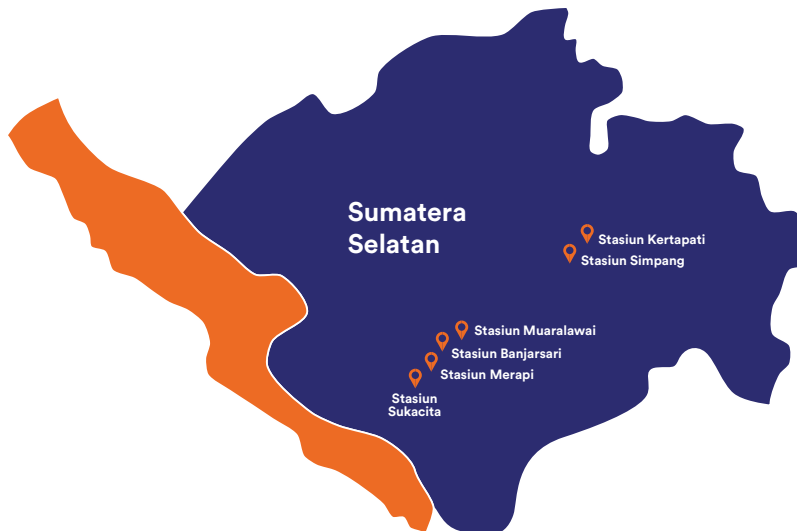 Sumatera
Selatan
Stasiun Kertapati
Stasiun Simpang
Stasiun Muaralawai
Stasiun Banjarsari
Stasiun Merapi
Stasiun
Sukacita